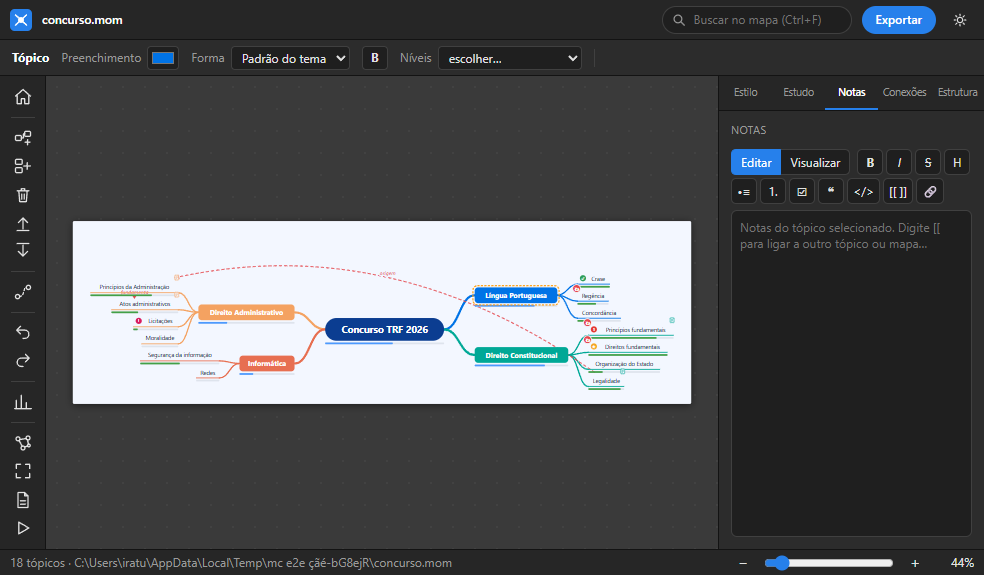 concurso.mom
Buscar no mapa (Ctrl+F)
Exportar
Tópico
Preenchimento
Forma
Padrão do tema
B
Níveis
escolher...
Estilo
Estudo
Notas
Conexões
Estrutura
NOTAS
Editar
Visualizar
B
I
S
H
1.
❝
</>
[[ ]]
Notas do tópico selecionado. Digite [[
para ligar a outro tópico ou mapa...
Princípios da Administração
Atos administrativos
Licitações
Moralidade
Direito Administrativo
Segurança da informação
Redes
Informática
Concurso TRF 2026
Língua Portuguesa
Crase
Regência
Concordância
Direito Constitucional
Princípios fundamentais
Direitos fundamentais
Organização do Estado
Legalidade
18 tópicos · C:\Users\iratu\AppData\Local\Temp\mc e2e çãé-bG8ejR\concurso.mom
−
+
44%